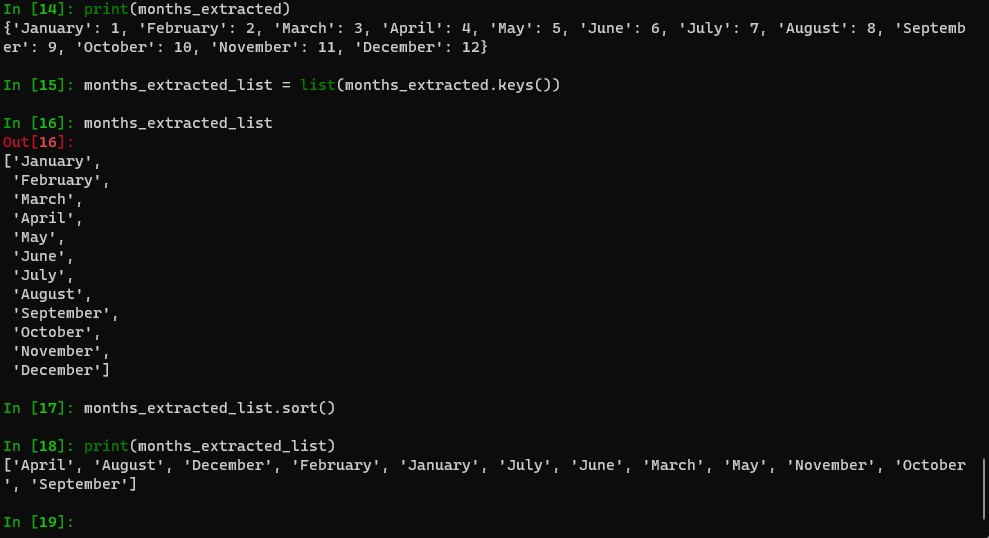 In [14]: print(months_extracted)
{'January': 1, 'February': 2, 'March': 3, 'April': 4, 'May': 5, 'June': 6, 'July': 7, 'August': 8, 'Septemb
er': 9, 'October': 10, 'November': 11, 'December': 12}
In [15]: months_extracted_list = list(months_extracted.keys())
In [16]: months_extracted_list
Out[16]:
['January',
 'February',
 'March',
 'April',
 'May',
 'June',
 'July',
 'August',
 'September',
 'October',
 'November',
 'December']
In [17]: months_extracted_list.sort()
In [18]: print(months_extracted_list)
['April', 'August', 'December', 'February', 'January', 'July', 'June', 'March', 'May', 'November', 'October
', 'September']
In [19]: